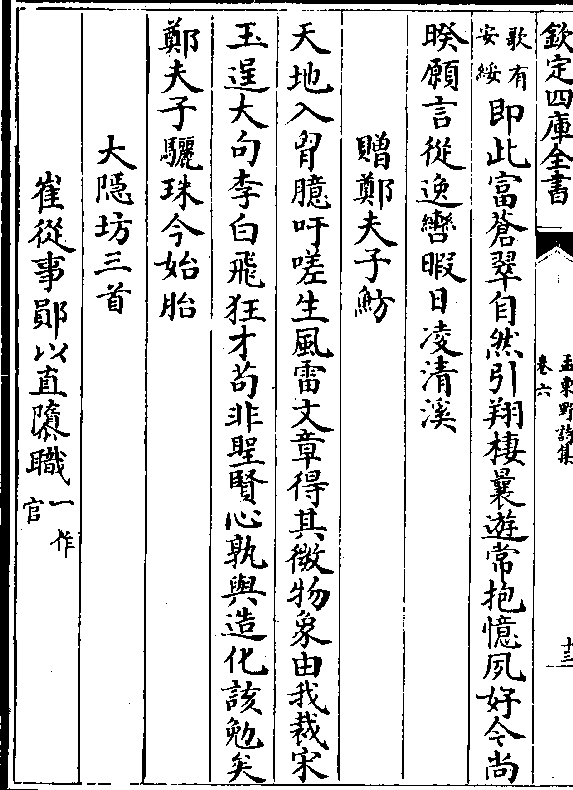 欽定四庫全書
孟東野詩集
卷六
十三
歌有
安綏
即此富蒼翠自然引翔棲曩遊常抱憶夙好今尚
暌願言從逸轡暇日凌清溪
贈鄭夫子魴
天地入胷臆吁嗟生風雷文章得其微物象由我裁宋
玉逞大句李白飛狂才苟非聖賢心孰與造化該勉矣
鄭夫子驪珠今始胎
大隱坊三首
崔從事鄖以直隳職
一作
官